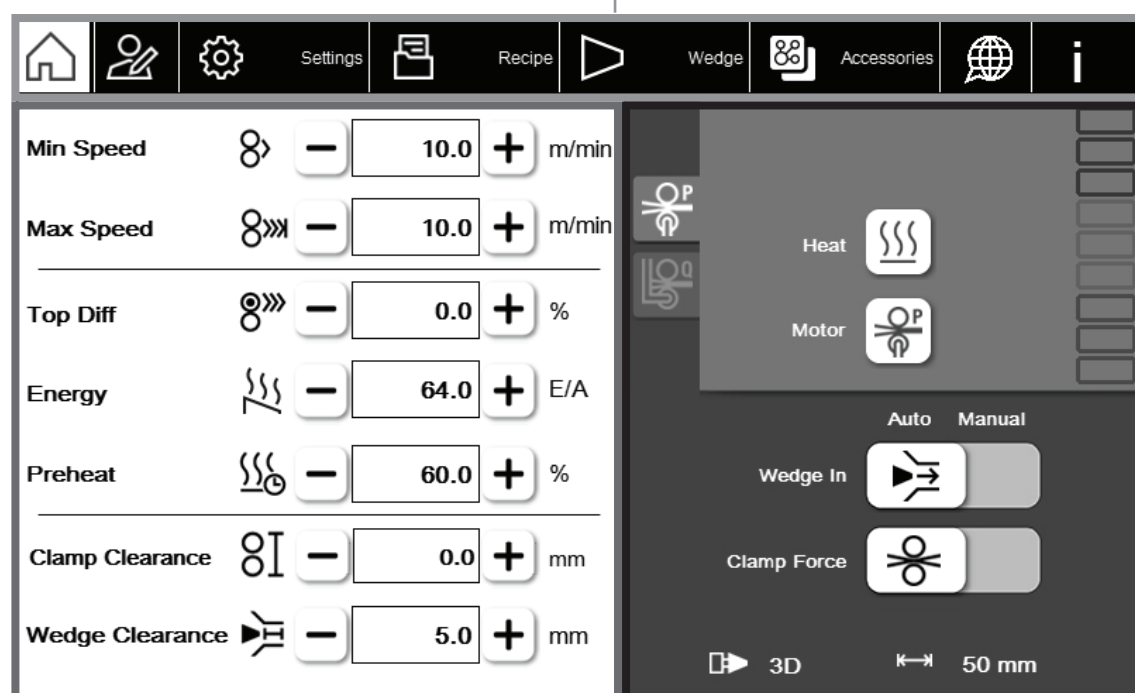 Settings Recipe Wedge Accessories i
Min Speed 10.0 m/min
Max Speed 10.0 m/min
Top Diff 0.0 %
Energy 64.0 E/A
Preheat 60.0 %
Clamp Clearance 0.0 mm
Wedge Clearance 5.0 mm
P
Q
Heat
Motor P
Auto Manual
Wedge In
Clamp Force
3D 50 mm